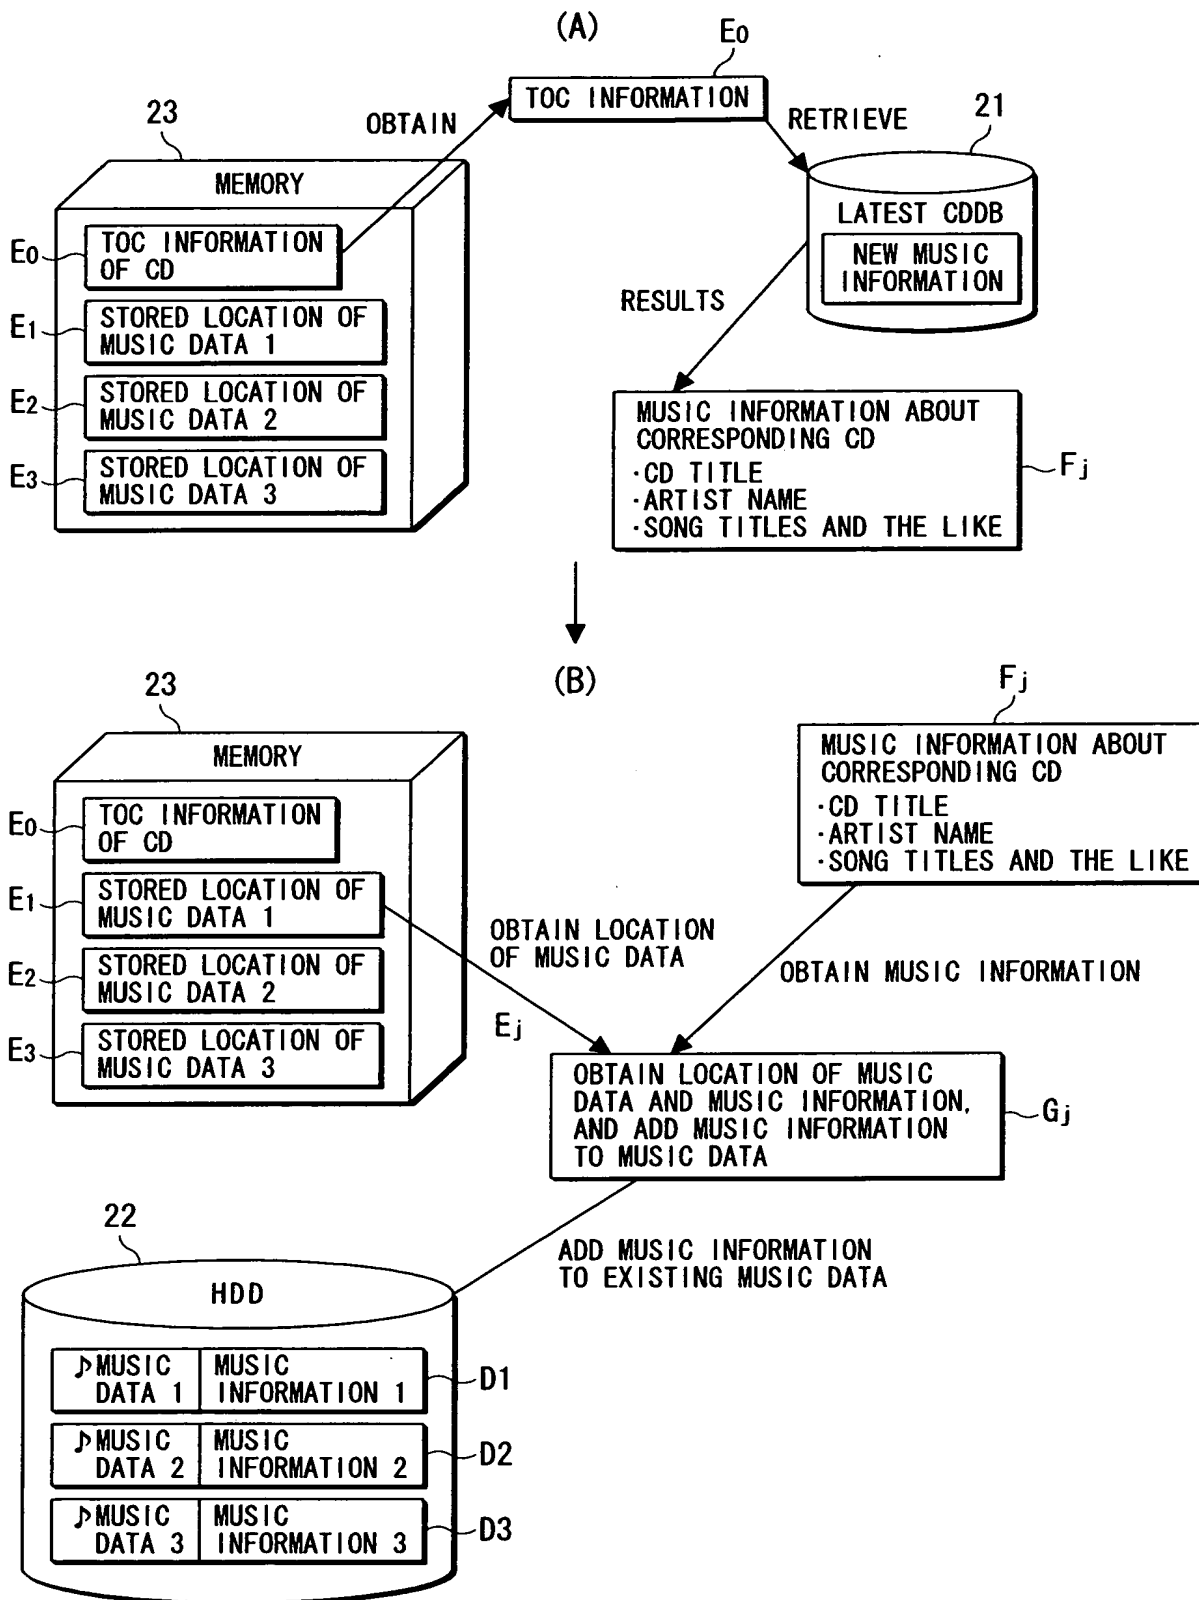 (A)
E0
TOC INFORMATION
23
OBTAIN
RETRIEVE
21
MEMORY
LATEST CDDB
NEW MUSIC
INFORMATION
E0
TOC INFORMATION
OF CD
E1
STORED LOCATION OF
MUSIC DATA 1
E2
STORED LOCATION OF
MUSIC DATA 2
E3
STORED LOCATION OF
MUSIC DATA 3
RESULTS
MUSIC INFORMATION ABOUT
CORRESPONDING CD
·CD TITLE
·ARTIST NAME
·SONG TITLES AND THE LIKE
Fj
(B)
23
MEMORY
E0
TOC INFORMATION
OF CD
E1
STORED LOCATION OF
MUSIC DATA 1
E2
STORED LOCATION OF
MUSIC DATA 2
E3
STORED LOCATION OF
MUSIC DATA 3
Fj
MUSIC INFORMATION ABOUT
CORRESPONDING CD
·CD TITLE
·ARTIST NAME
·SONG TITLES AND THE LIKE
OBTAIN LOCATION
OF MUSIC DATA
Ej
OBTAIN MUSIC INFORMATION
OBTAIN LOCATION OF MUSIC
DATA AND MUSIC INFORMATION,
AND ADD MUSIC INFORMATION
TO MUSIC DATA
Gj
ADD MUSIC INFORMATION
TO EXISTING MUSIC DATA
22
HDD
♪MUSIC
DATA 1
MUSIC
INFORMATION 1
D1
♪MUSIC
DATA 2
MUSIC
INFORMATION 2
D2
♪MUSIC
DATA 3
MUSIC
INFORMATION 3
D3